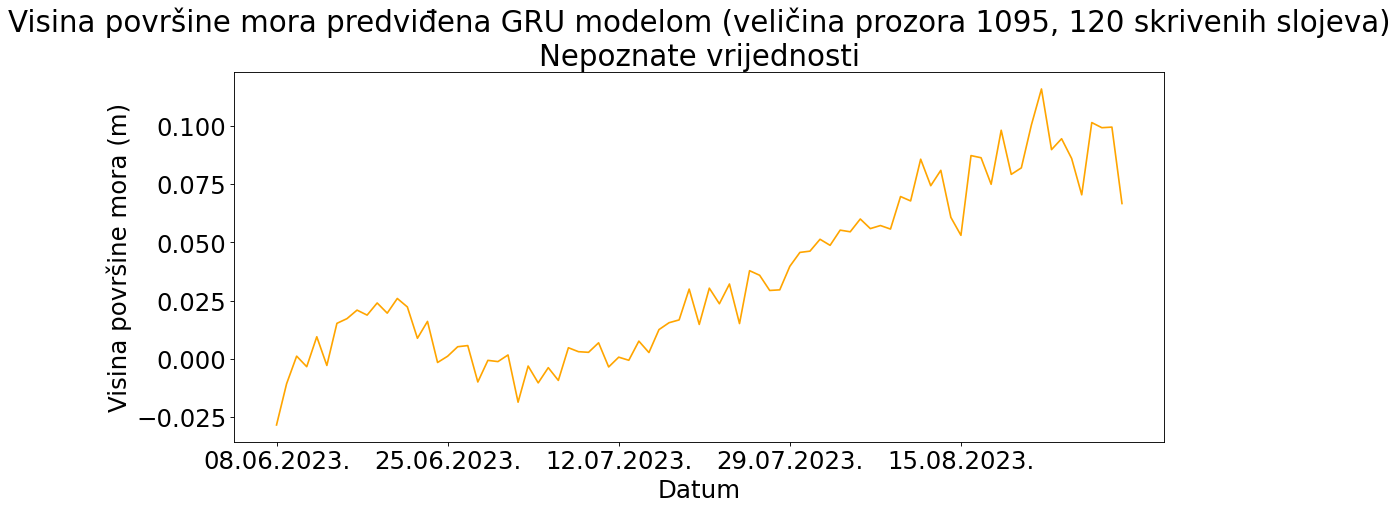 Visina površine mora predviđena GRU modelom (veličina prozora 1095, 120 skrivenih slojeva)
Nepoznate vrijednosti
Visina površine mora (m)
0.100
0.075
0.050
0.025
0.000
−0.025
08.06.2023. 25.06.2023. 12.07.2023. 29.07.2023. 15.08.2023.
Datum